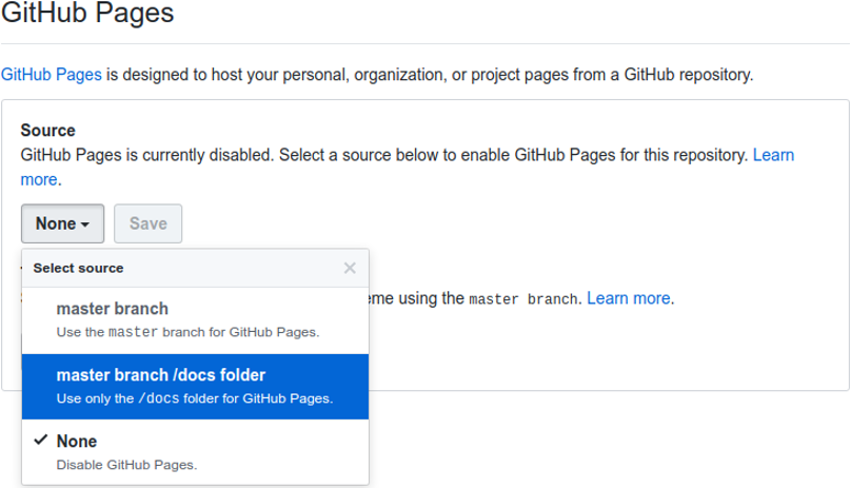 GitHub Pages
GitHub Pages is designed to host your personal, organization, or project pages from a GitHub repository.
Source
GitHub Pages is currently disabled. Select a source below to enable GitHub Pages for this repository. Learn
more.
None Save
Select source
eme using the master branch. Learn more.
master branch
Use the master branch for GitHub Pages.
master branch /docs folder
Use only the /docs folder for GitHub Pages.
None
Disable GitHub Pages.